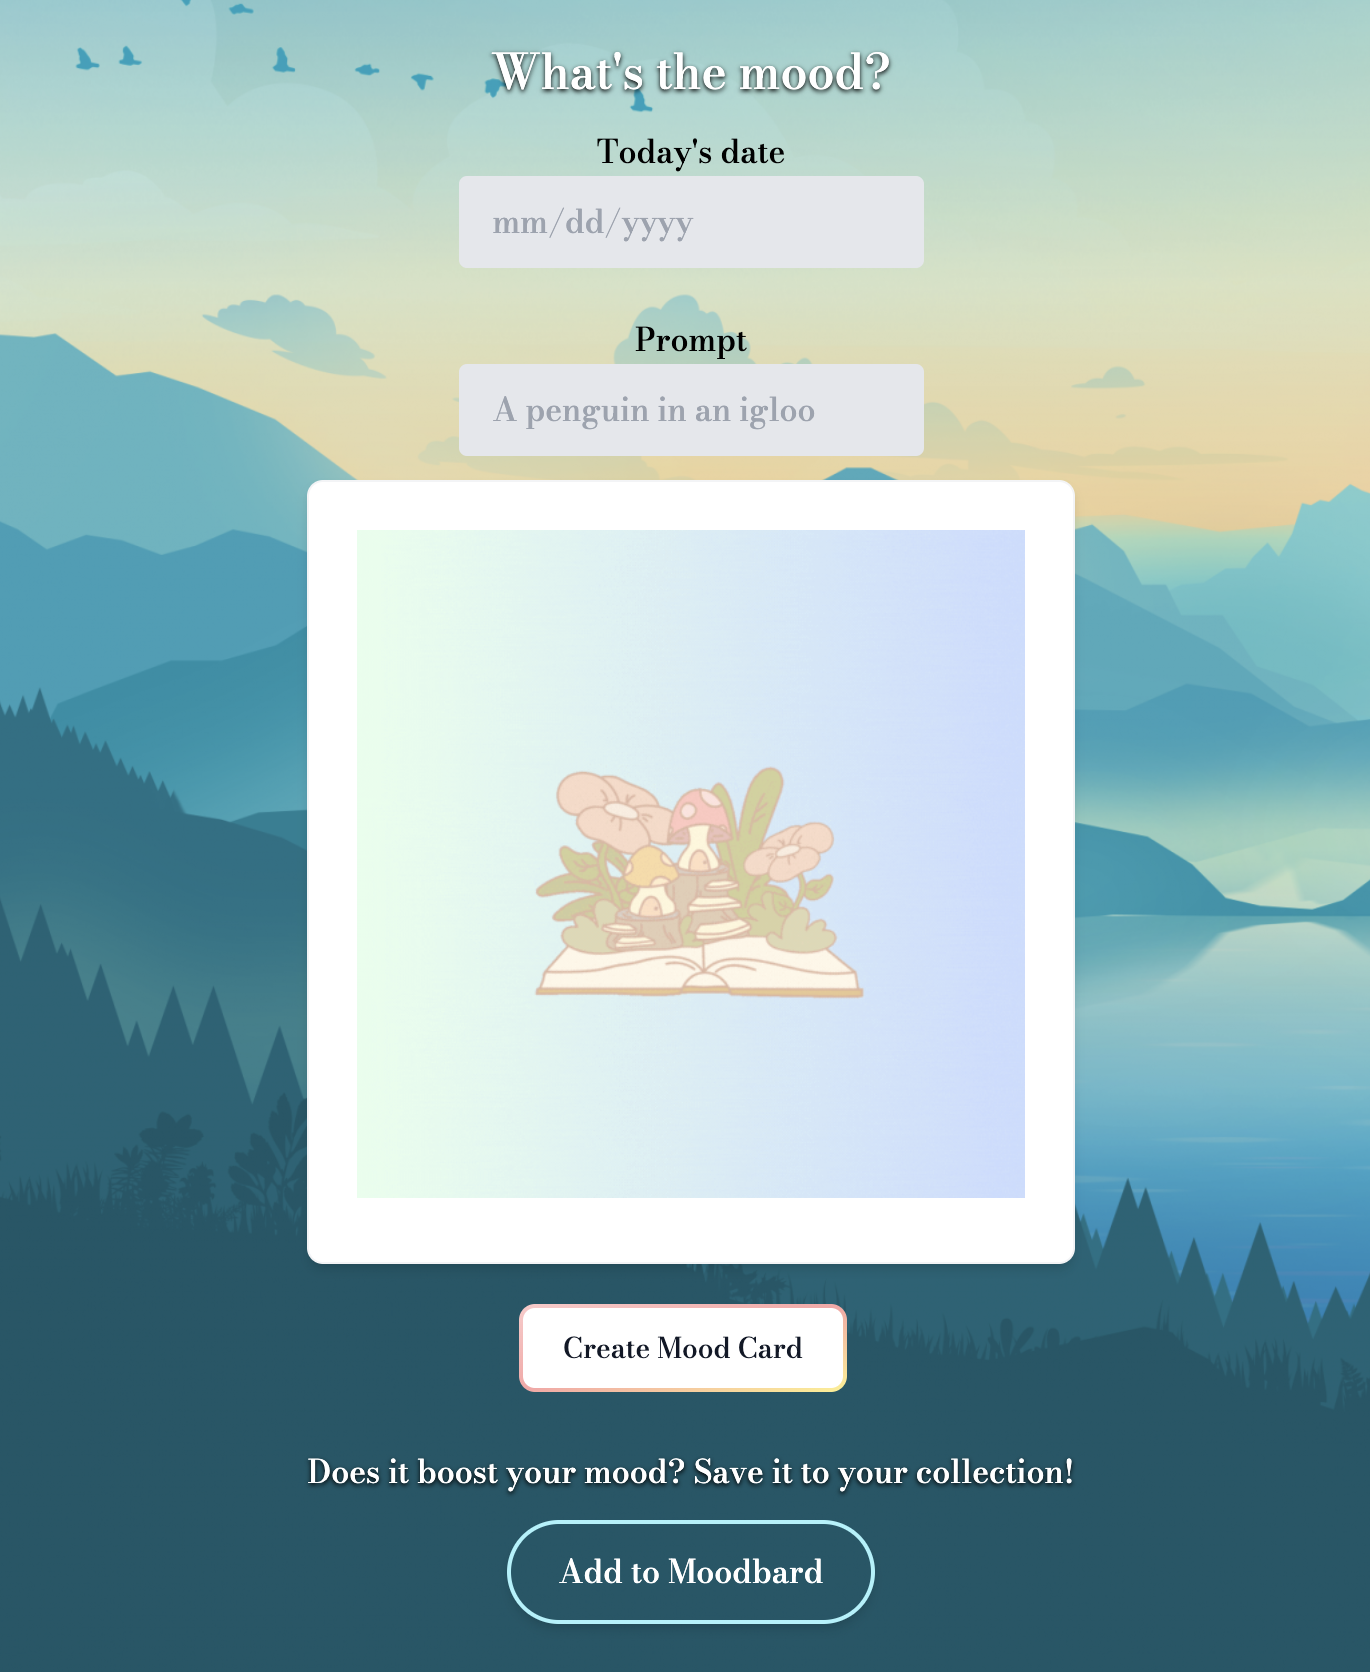 What's the mood?
Today's date
mm/dd/yyyy
Prompt
A penguin in an igloo
Create Mood Card
Does it boost your mood? Save it to your collection!
Add to Moodbard